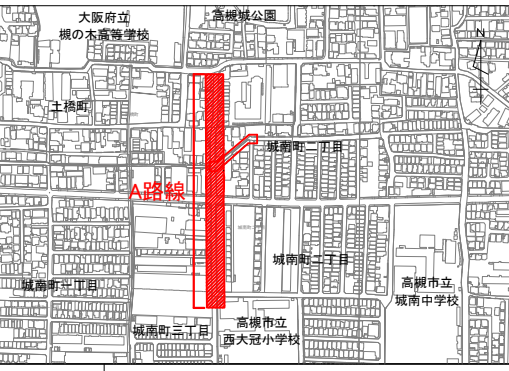 大阪府立
槻の木高等学校
高槻城公園
N
土橋町
城南町二丁目
A路線
城南町二丁目
城南町一丁目
高槻市立
城南中学校
城南町三丁目
高槻市立
西大冠小学校